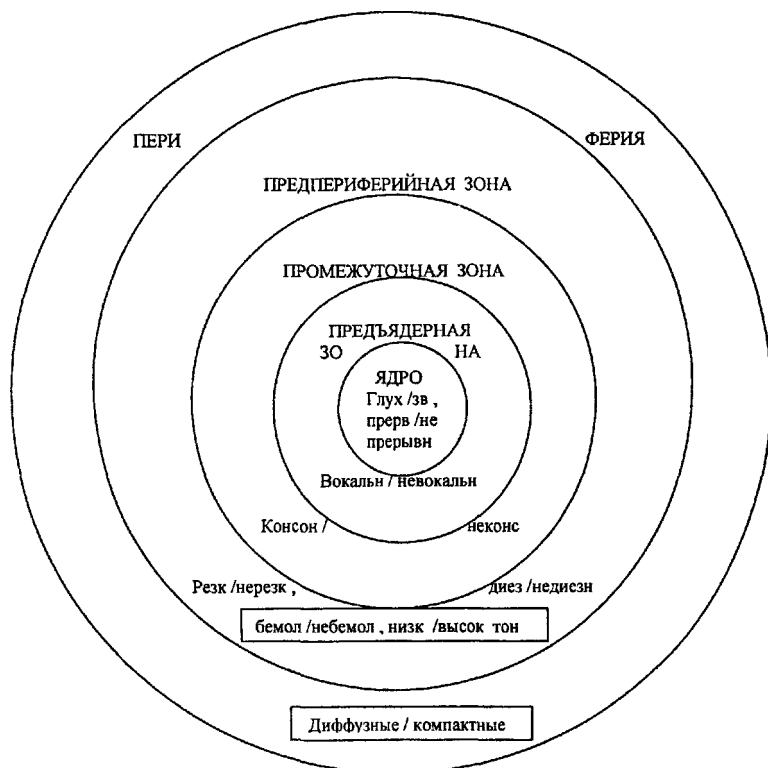 ПЕРИ ФЕРИЯ
ПРЕДПЕРИФЕРИЙНАЯ ЗОНА
ПРОМЕЖУТОЧНАЯ ЗОНА
ПРЕДЪЯДЕРНАЯ
ЗО НА
ЯДРО
Глух /зв ,
прерв /не
прерывн
Вокальн / невокальн
Консон / неконс
Резк /нерезк , диез /недиезн
бемол /небемол , низк /высок тон
Диффузные / компактные